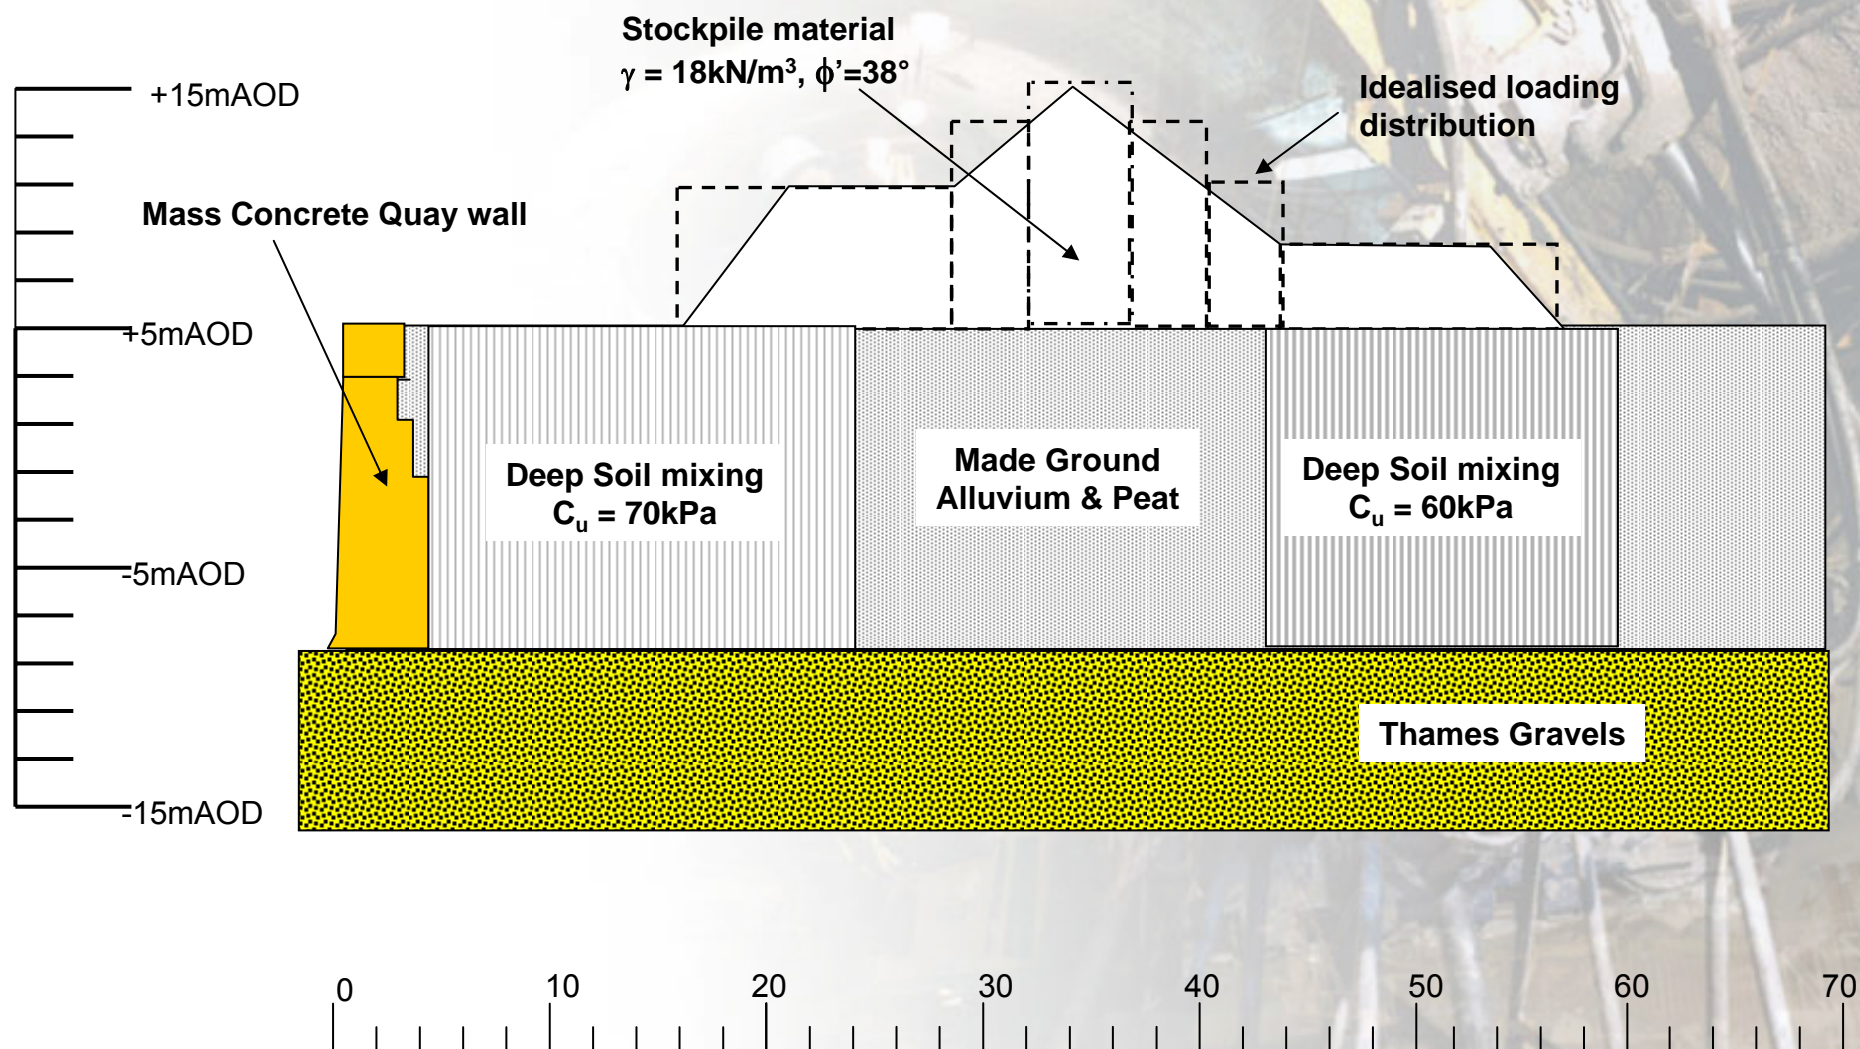 Stockpile material
γ = 18kN/m³, ϕ’=38°
Idealised loading
distribution
+15mAOD
Mass Concrete Quay wall
+5mAOD
Made Ground
Alluvium & Peat
Deep Soil mixing
Cᵤ = 70kPa
Deep Soil mixing
Cᵤ = 60kPa
-5mAOD
Thames Gravels
-15mAOD
0 10 20 30 40 50 60 70